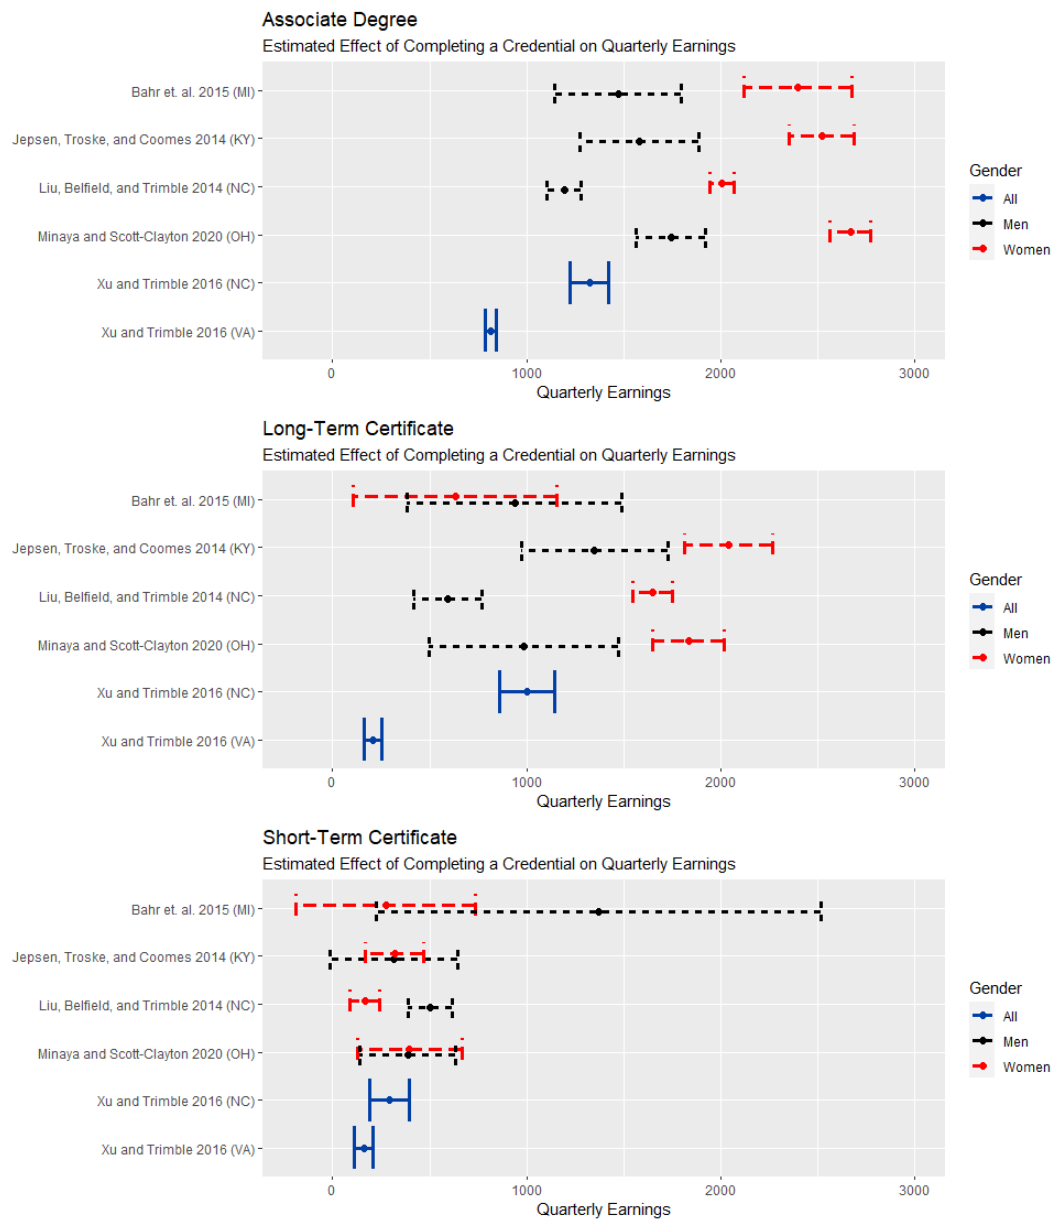 Associate Degree
Estimated Effect of Completing a Credential on Quarterly Earnings
Bahr et. al. 2015 (MI)
Jepsen, Troske, and Coomes 2014 (KY)
Liu, Belfield, and Trimble 2014 (NC)
Minaya and Scott-Clayton 2020 (OH)
Xu and Trimble 2016 (NC)
Xu and Trimble 2016 (VA)
0 1000 2000 3000
Quarterly Earnings
Gender
All
Men
Women
Long-Term Certificate
Estimated Effect of Completing a Credential on Quarterly Earnings
Bahr et. al. 2015 (MI)
Jepsen, Troske, and Coomes 2014 (KY)
Liu, Belfield, and Trimble 2014 (NC)
Minaya and Scott-Clayton 2020 (OH)
Xu and Trimble 2016 (NC)
Xu and Trimble 2016 (VA)
0 1000 2000 3000
Quarterly Earnings
Gender
All
Men
Women
Short-Term Certificate
Estimated Effect of Completing a Credential on Quarterly Earnings
Bahr et. al. 2015 (MI)
Jepsen, Troske, and Coomes 2014 (KY)
Liu, Belfield, and Trimble 2014 (NC)
Minaya and Scott-Clayton 2020 (OH)
Xu and Trimble 2016 (NC)
Xu and Trimble 2016 (VA)
0 1000 2000 3000
Quarterly Earnings
Gender
All
Men
Women